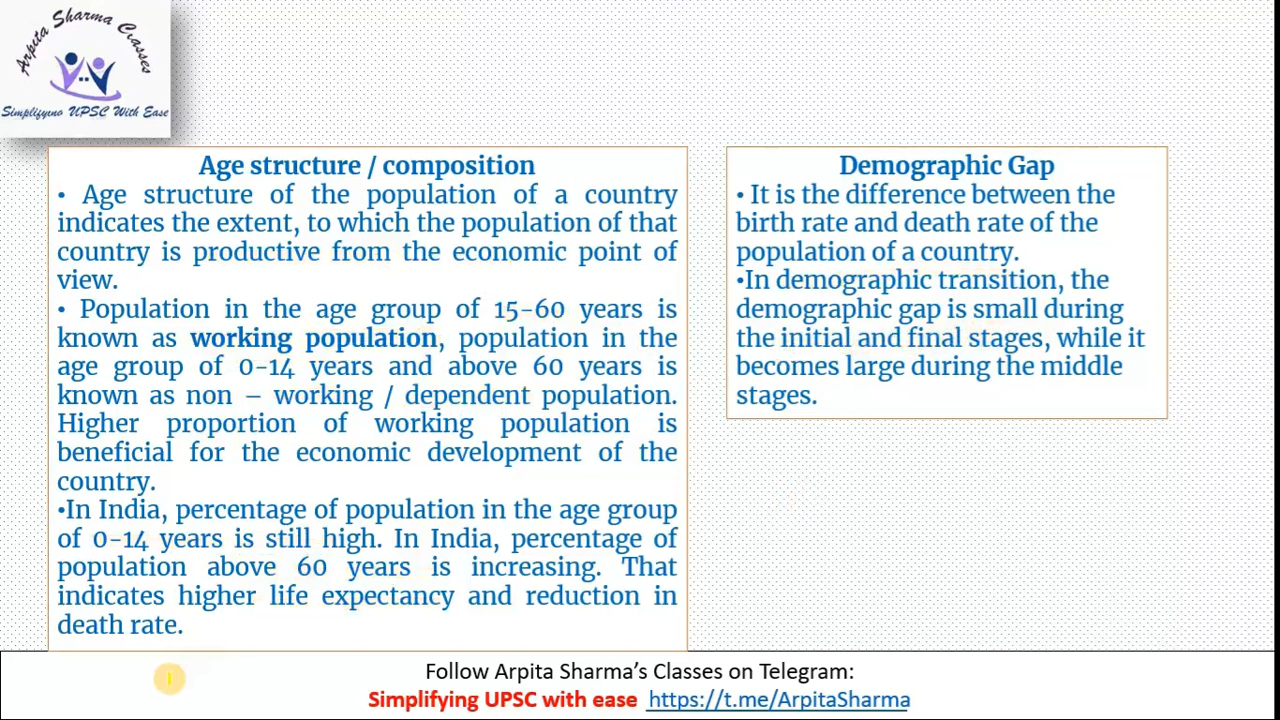 Arpita Sharma Classes
Simplifying UPSC With Ease
Age structure / composition
• Age structure of the population of a country
indicates the extent, to which the population of that
country is productive from the economic point of
view.
• Population in the age group of 15-60 years is
known as working population, population in the
age group of 0-14 years and above 60 years is
known as non – working / dependent population.
Higher proportion of working population is
beneficial for the economic development of the
country.
•In India, percentage of population in the age group
of 0-14 years is still high. In India, percentage of
population above 60 years is increasing. That
indicates higher life expectancy and reduction in
death rate.
Demographic Gap
• It is the difference between the
birth rate and death rate of the
population of a country.
•In demographic transition, the
demographic gap is small during
the initial and final stages, while it
becomes large during the middle
stages.
Follow Arpita Sharma’s Classes on Telegram:
Simplifying UPSC with ease https://t.me/ArpitaSharma